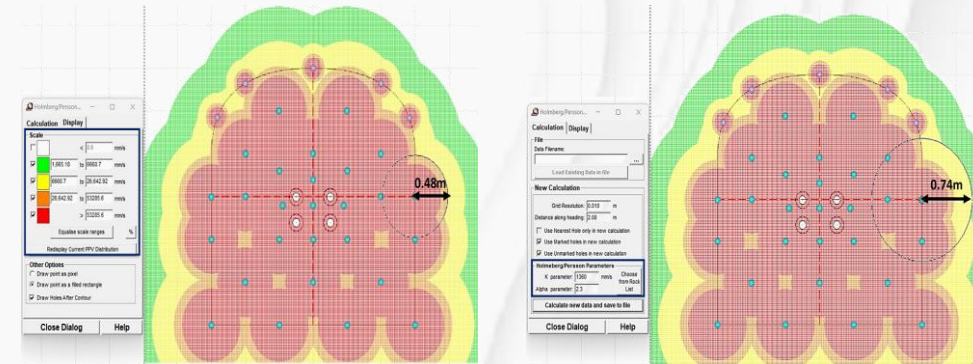 Holmberg/Persson...
Calculation Display
Scale
< 0.0 mm/s
1,665.18 to 6660.7 mm/s
6660.7 to 26,642.92 mm/s
26,642.92 to 53285.6 mm/s
> 53285.6 mm/s
Equalise scale ranges %
Redisplay Current PPV Distribution
Other Options
Draw point as pixel
Draw point as a filled rectangle
Draw Holes After Contour
Close Dialog Help
0.48m
Holmberg/Persson...
Calculation Display
File
Data Filename:
...
Load Existing Data in file
New Calculation
Grid Resolution: 0.010 m
Distance along heading: 2.00 m
Use Nearest Hole only in new calculation
Use Marked holes in new calculation
Use Unmarked holes in new calculation
Holmberg/Persson Parameters
K parameter: 1360 mm/s Choose from Rock List
Alpha parameter: 2.3
Calculate new data and save to file
Close Dialog Help
0.74m